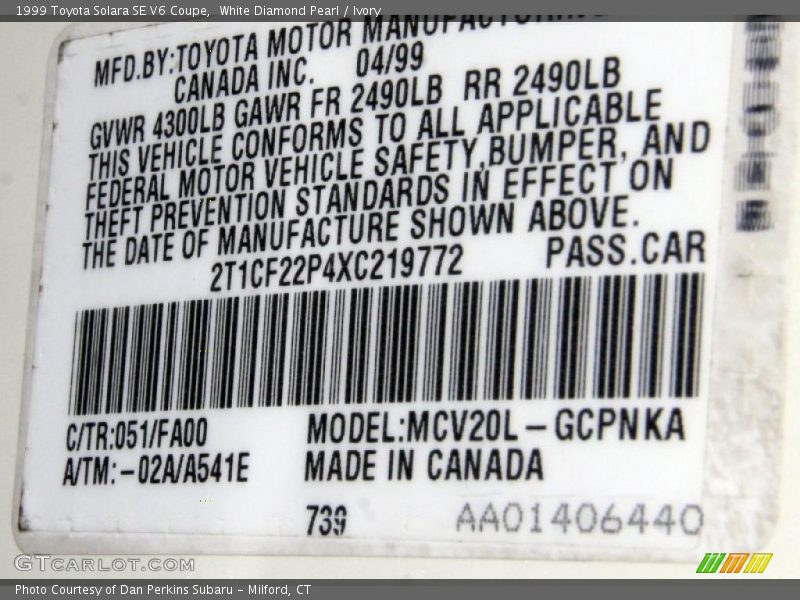 1999 Toyota Solara SE V6 Coupe, White Diamond Pearl / Ivory
MFD.BY:TOYOTA MOTOR MANUFACTURING
CANADA INC. 04/99
GVWR 4300LB GAWR FR 2490LB RR 2490LB
THIS VEHICLE CONFORMS TO ALL APPLICABLE
FEDERAL MOTOR VEHICLE SAFETY,BUMPER, AND
THEFT PREVENTION STANDARDS IN EFFECT ON
THE DATE OF MANUFACTURE SHOWN ABOVE.
2T1CF22P4XC219772 PASS.CAR
C/TR:051/FA00 MODEL:MCV20L-GCPNKA
A/TM:-02A/A541E MADE IN CANADA
739 AA01406440
GTCARLOT.COM
Photo Courtesy of Dan Perkins Subaru - Milford, CT